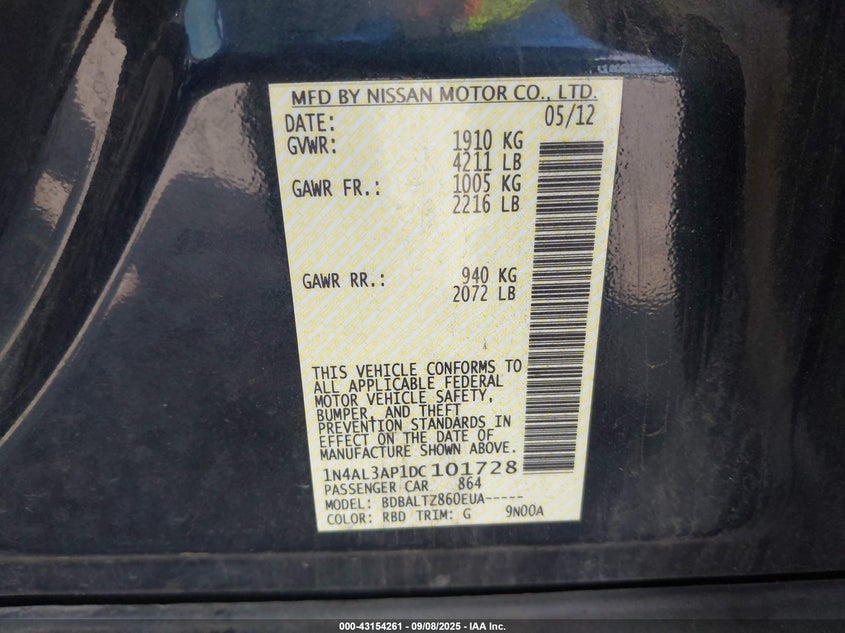 MFD BY NISSAN MOTOR CO., LTD.
DATE: 05/12
GVWR: 1910 KG
4211 LB
GAWR FR.: 1005 KG
2216 LB
GAWR RR.: 940 KG
2072 LB
THIS VEHICLE CONFORMS TO
ALL APPLICABLE FEDERAL
MOTOR VEHICLE SAFETY,
BUMPER, AND THEFT
PREVENTION STANDARDS IN
EFFECT ON THE DATE OF
MANUFACTURE SHOWN ABOVE.
1N4AL3AP1DC101728
PASSENGER CAR 864
MODEL: BDBALTZ860EUA-----
COLOR: RBD TRIM: G 9N00A
000-43154261 - 09/08/2025 - IAA Inc.